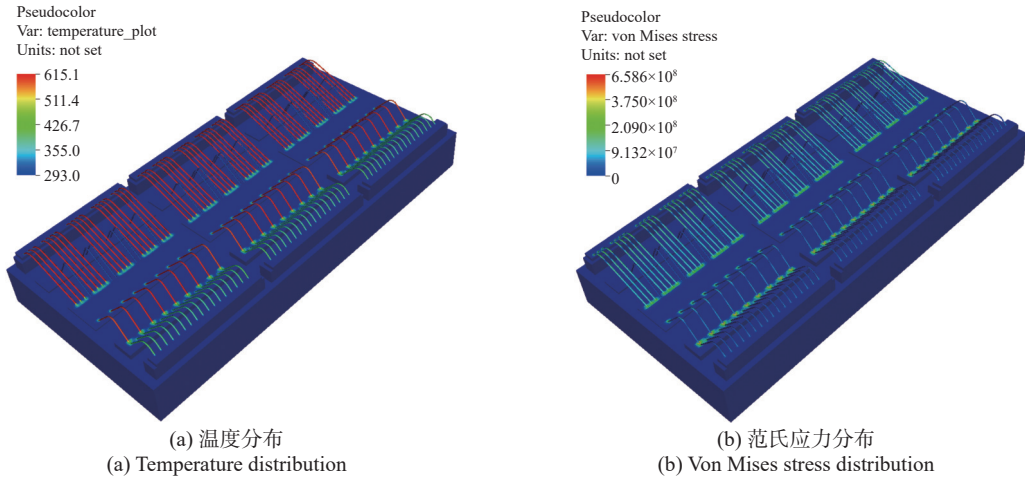 Pseudocolor
Var: temperature_plot
Units: not set
615.1
511.4
426.7
355.0
293.0
(a) 温度分布
(a) Temperature distribution
Pseudocolor
Var: von Mises stress
Units: not set
6.586×10⁸
3.750×10⁸
2.090×10⁸
9.132×10⁷
0
(b) 范氏应力分布
(b) Von Mises stress distribution